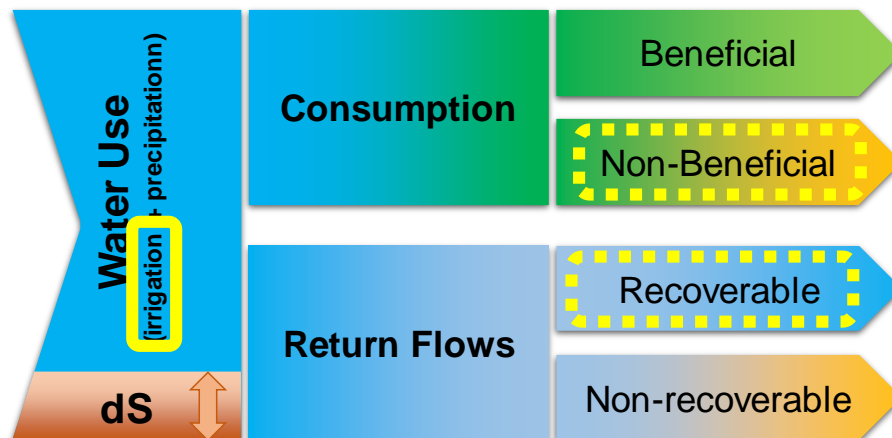 Water Use
(irrigation + precipitationn)
dS
Consumption
Beneficial
Non-Beneficial
Return Flows
Recoverable
Non-recoverable